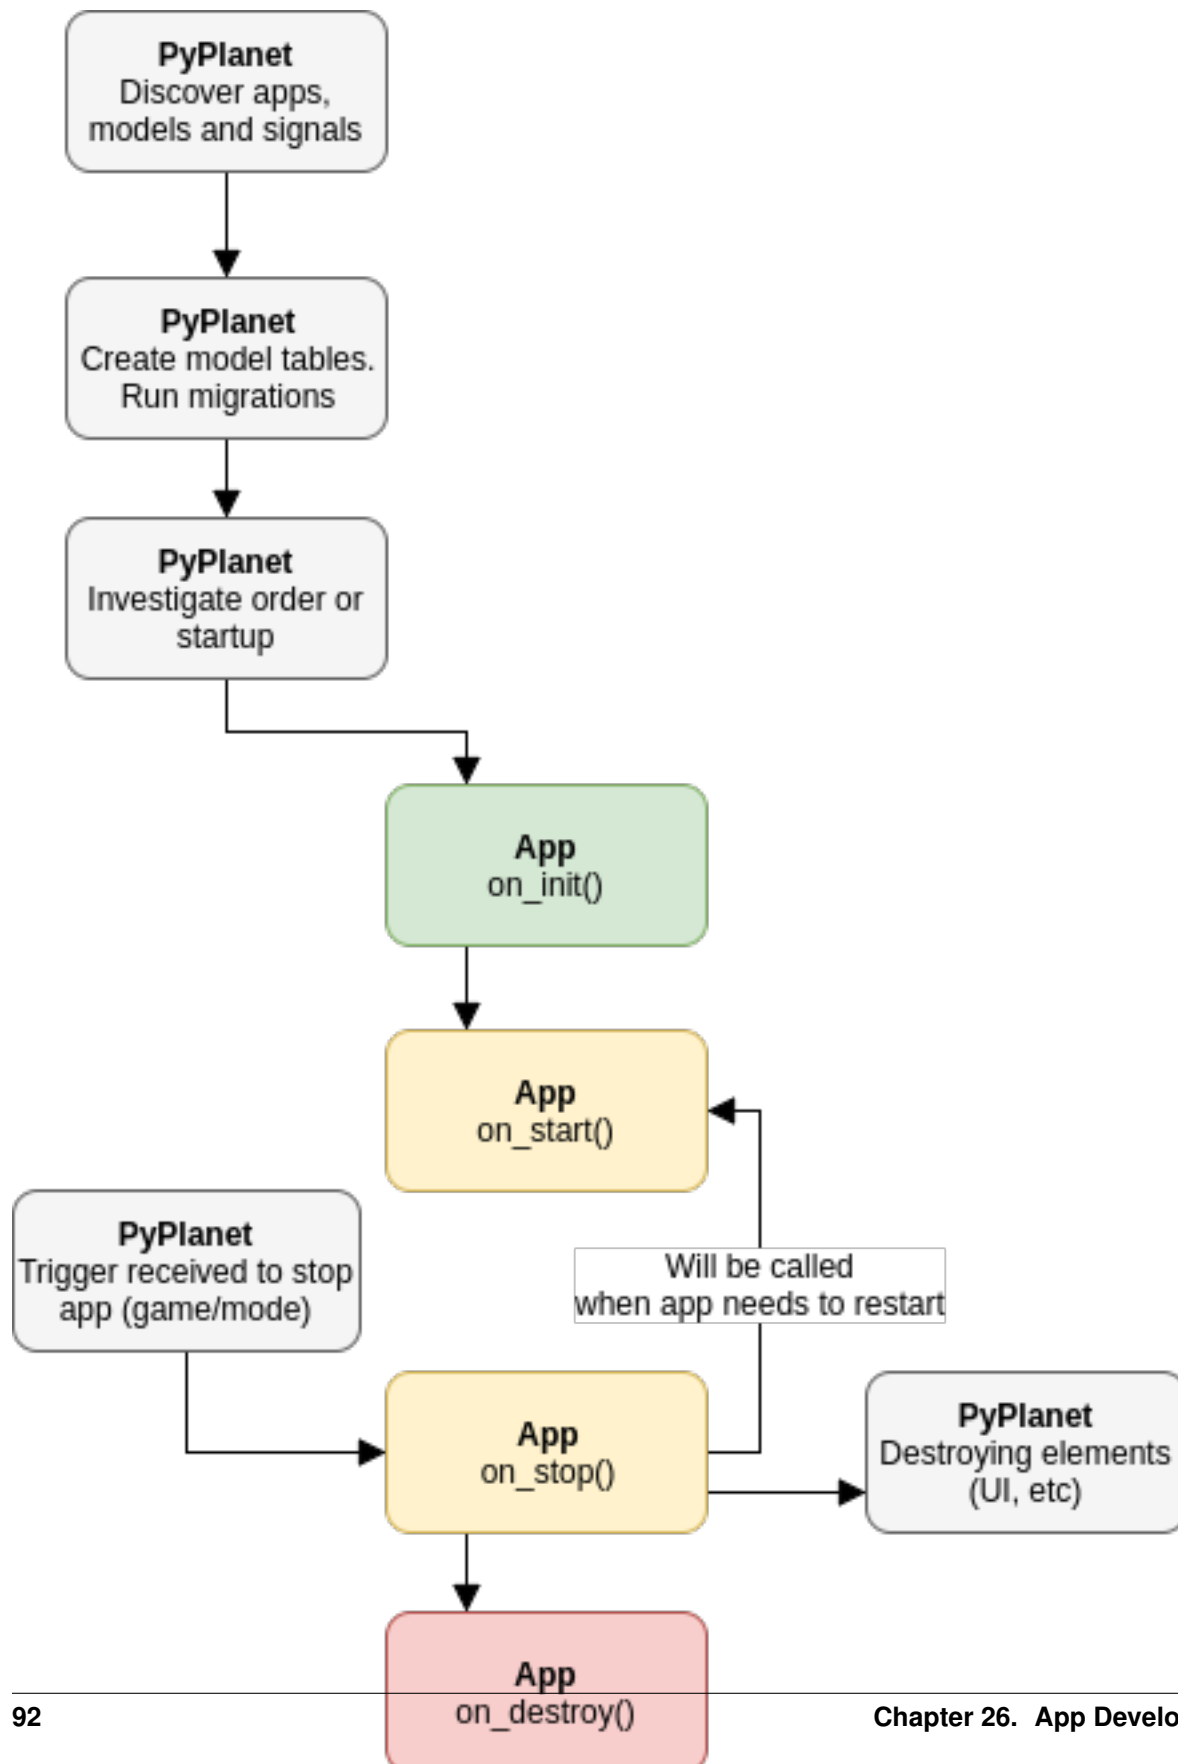 PyPlanet
Discover apps,
models and signals
PyPlanet
Create model tables.
Run migrations
PyPlanet
Investigate order or
startup
App
on_init()
App
on_start()
PyPlanet
Trigger received to stop
app (game/mode)
Will be called
when app needs to restart
App
on_stop()
PyPlanet
Destroying elements
(UI, etc)
App
on_destroy()
92
Chapter 26. App Develo